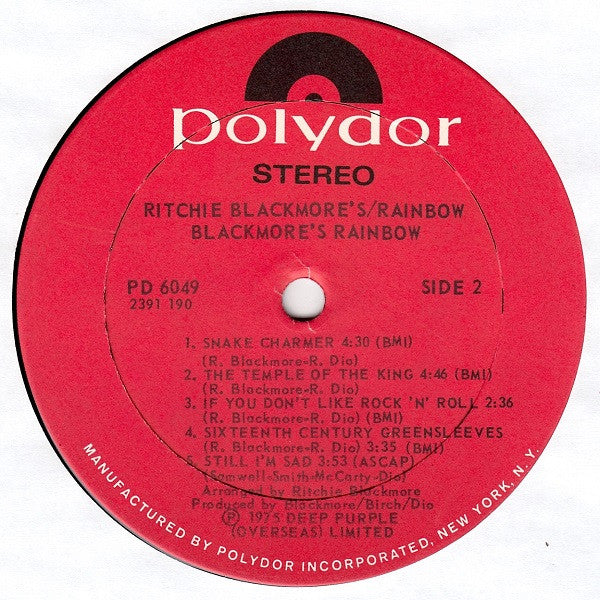 polydor
STEREO
RITCHIE BLACKMORE'S/RAINBOW
BLACKMORE'S RAINBOW
PD 6049
2391 190
SIDE 2
1. SNAKE CHARMER 4:30 (BMI)
(R. Blackmore-R. Dio)
2. THE TEMPLE OF THE KING 4:46 (BMI)
(R. Blackmore-R. Dio)
3. IF YOU DON'T LIKE ROCK 'N' ROLL 2:36
(R. Blackmore-R. Dio) (BMI)
4. SIXTEENTH CENTURY GREENSLEEVES
(R. Blackmore-R. Dio) 3:35 (BMI)
5. STILL I'M SAD 3:53 (ASCAP)
(Samwell-Smith-McCarty-Dio)
Arranged by Ritchie Blackmore
Produced by Blackmore/Birch/Dio
℗ 1975 DEEP PURPLE
(OVERSEAS) LIMITED
MANUFACTURED BY POLYDOR INCORPORATED, NEW YORK, N.Y.